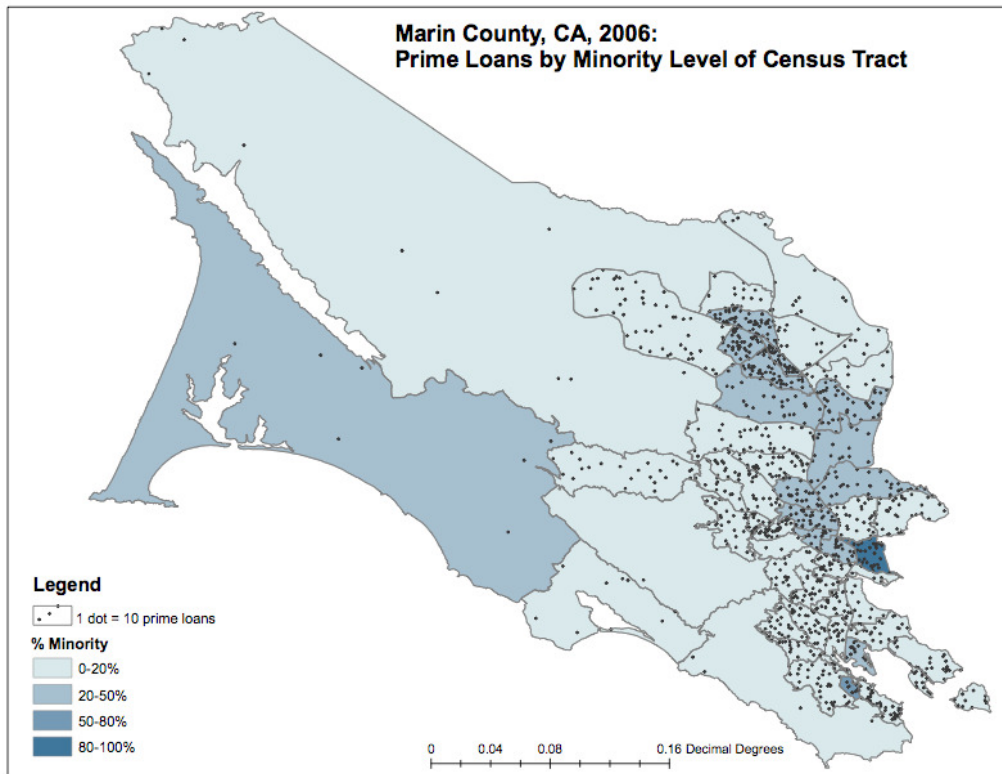 Marin County, CA, 2006:
Prime Loans by Minority Level of Census Tract
Legend
1 dot = 10 prime loans
% Minority
0-20%
20-50%
50-80%
80-100%
0 0.04 0.08 0.16 Decimal Degrees